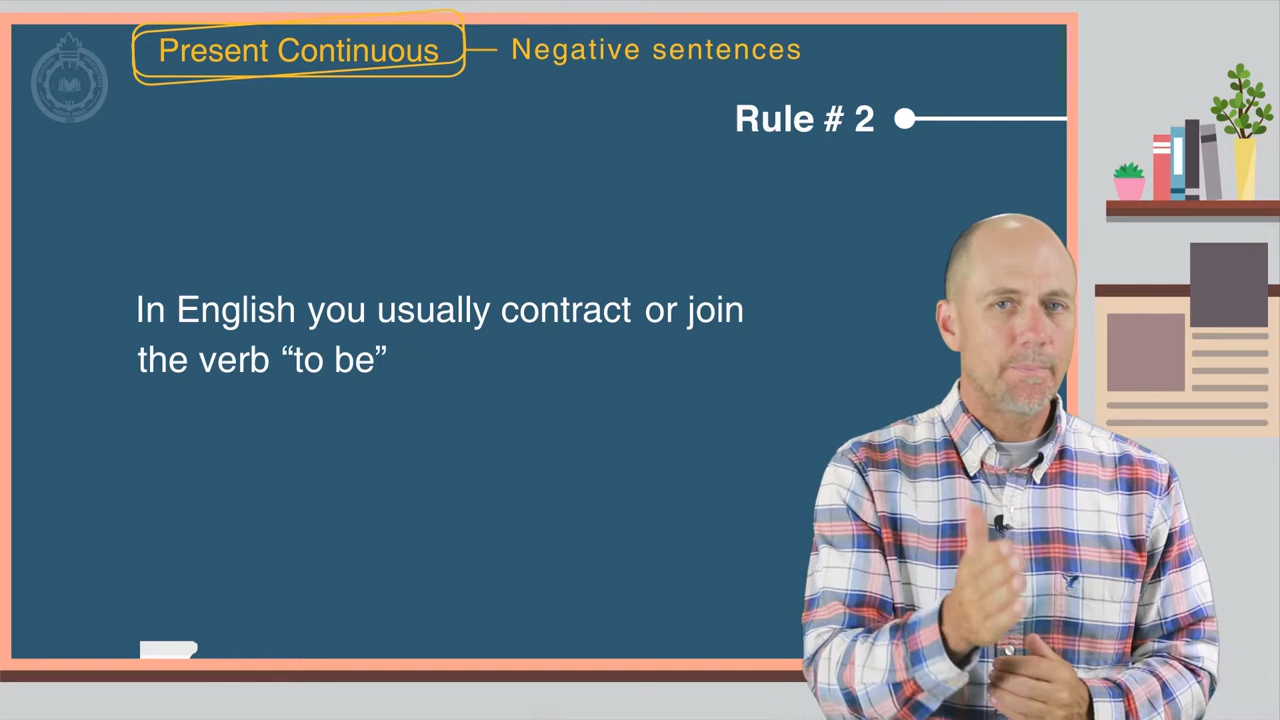 Present Continuous — Negative sentences
Rule # 2
In English you usually contract or join
the verb “to be”